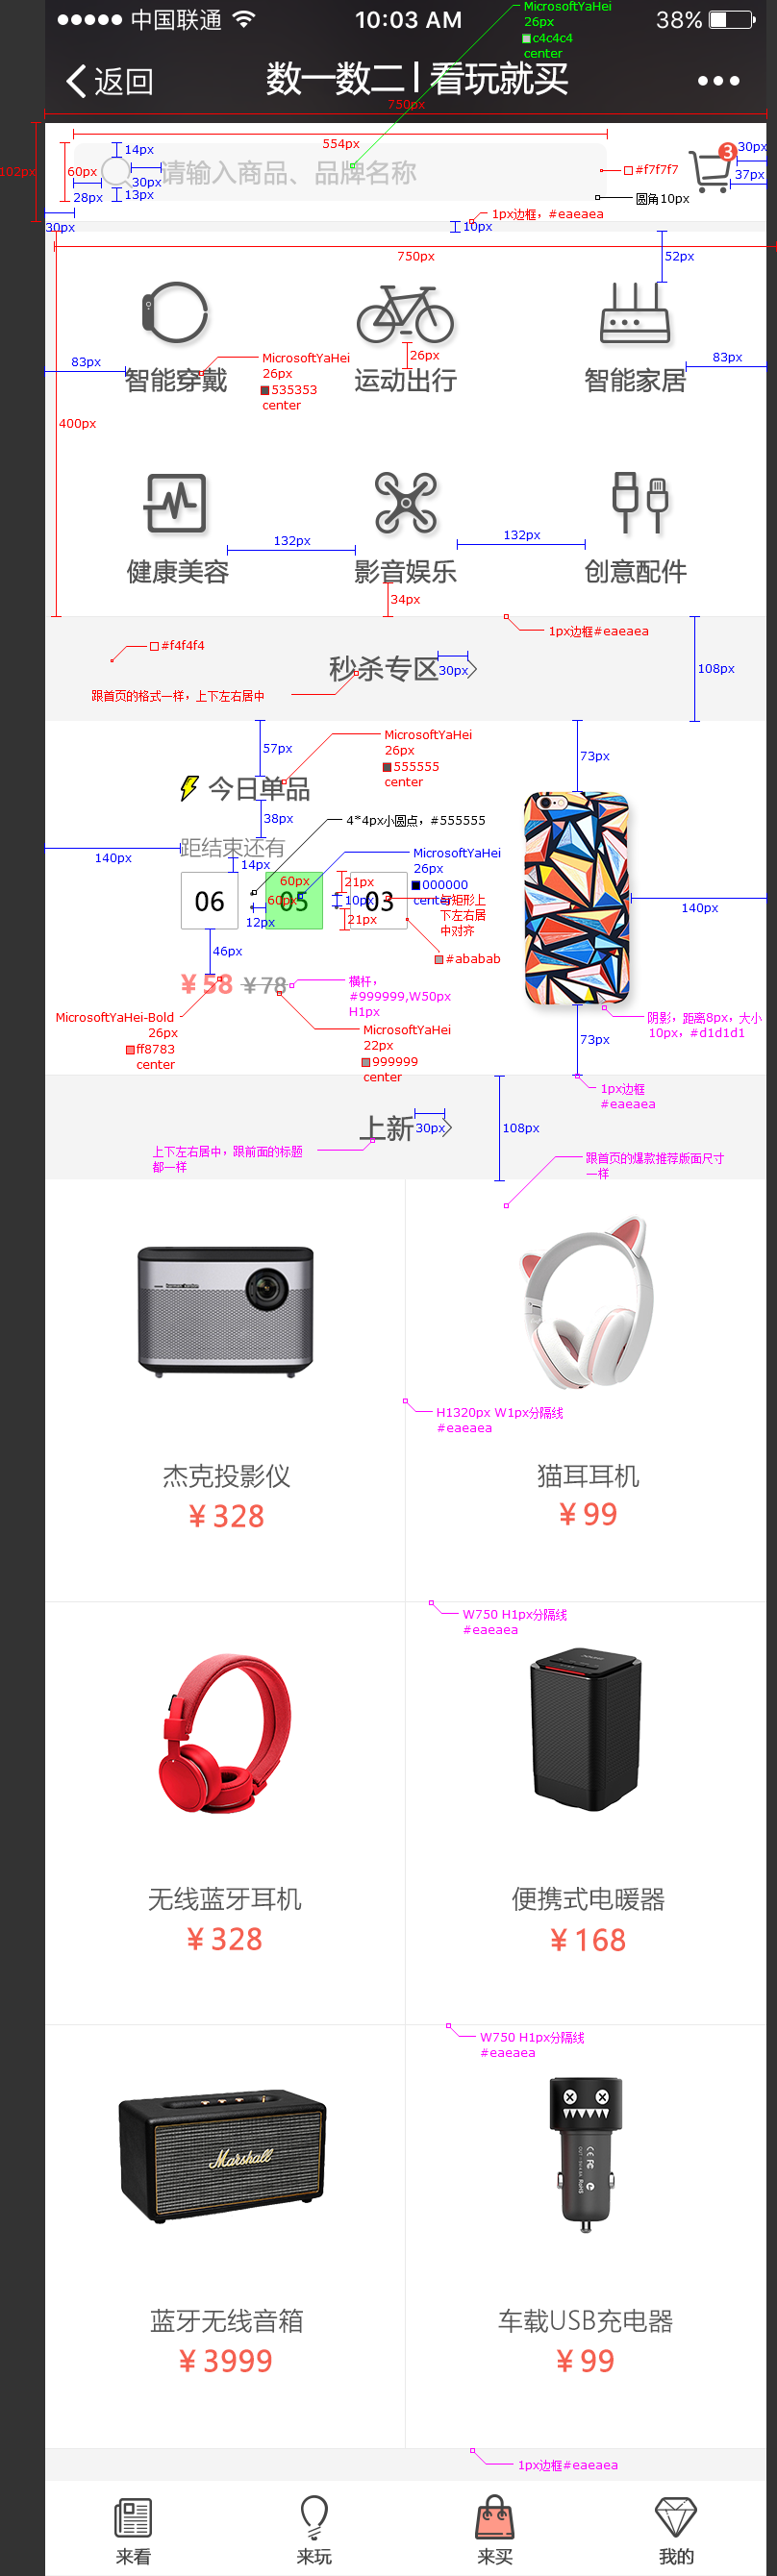 中国联通
10:03 AM
38%
MicrosoftYaHei
26px
c4c4c4
center
返回
数一数二 | 看玩就买
750px
554px
102px
60px
14px
30px
28px
13px
请输入商品、品牌名称
#f7f7f7
圆角10px
3
30px
37px
30px
1px边框，#eaeaea
10px
750px
52px
83px
智能穿戴
MicrosoftYaHei
26px
535353
center
26px
运动出行
83px
智能家居
400px
132px
132px
健康美容
影音娱乐
创意配件
34px
1px边框#eaeaea
#f4f4f4
秒杀专区
30px
108px
跟首页的格式一样，上下左右居中
57px
MicrosoftYaHei
26px
555555
center
73px
今日单品
38px
4*4px小圆点，#555555
140px
距结束还有
14px
MicrosoftYaHei
26px
000000
center
06
05
03
60px
60px
21px
10px
21px
12px
与矩形上
下左右居
中对齐
140px
46px
#ababab
￥58
￥78
横杆，
#999999,W50px
H1px
MicrosoftYaHei-Bold
26px
ff8783
center
MicrosoftYaHei
22px
999999
center
阴影，距离8px，大小
10px，#d1d1d1
73px
1px边框
#eaeaea
上新
30px
108px
上下左右居中，跟前面的标题
都一样
跟首页的爆款推荐版面尺寸
一样
harman/kardon
H1320px W1px分隔线
#eaeaea
杰克投影仪
￥328
猫耳耳机
￥99
W750 H1px分隔线
#eaeaea
无线蓝牙耳机
￥328
便携式电暖器
￥168
W750 H1px分隔线
#eaeaea
Marshall
蓝牙无线音箱
￥3999
车载USB充电器
￥99
1px边框#eaeaea
来看
来玩
来买
我的